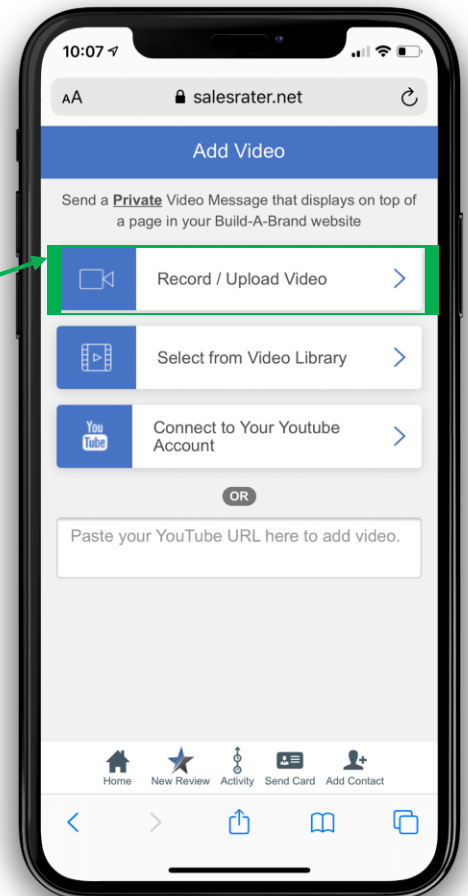 10:07
AA salesrater.net
Add Video
Send a Private Video Message that displays on top of
a page in your Build-A-Brand website
Record / Upload Video
Select from Video Library
You
Tube
Connect to Your Youtube
Account
OR
Paste your YouTube URL here to add video.
Home New Review Activity Send Card Add Contact